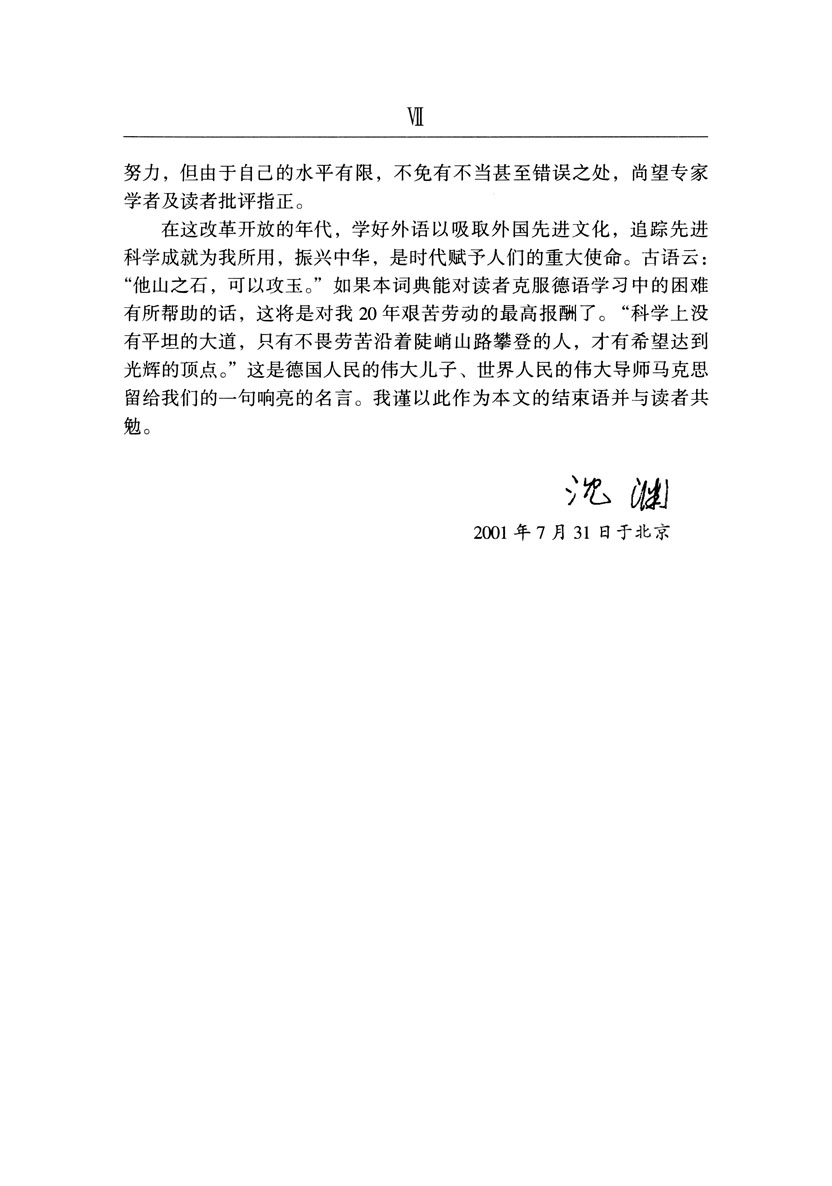 Ⅶ
努力，但由于自己的水平有限，不免有不当甚至错误之处，尚望专家
学者及读者批评指正。
在这改革开放的年代，学好外语以吸取外国先进文化，追踪先进
科学成就为我所用，振兴中华，是时代赋予人们的重大使命。古语云：
“他山之石，可以攻玉。”如果本词典能对读者克服德语学习中的困难
有所帮助的话，这将是对我 20 年艰苦劳动的最高报酬了。“科学上没
有平坦的大道，只有不畏劳苦沿着陡峭山路攀登的人，才有希望达到
光辉的顶点。”这是德国人民的伟大儿子、世界人民的伟大导师马克思
留给我们的一句响亮的名言。我谨以此作为本文的结束语并与读者共
勉。
沈 渊
2001 年 7 月 31 日于北京